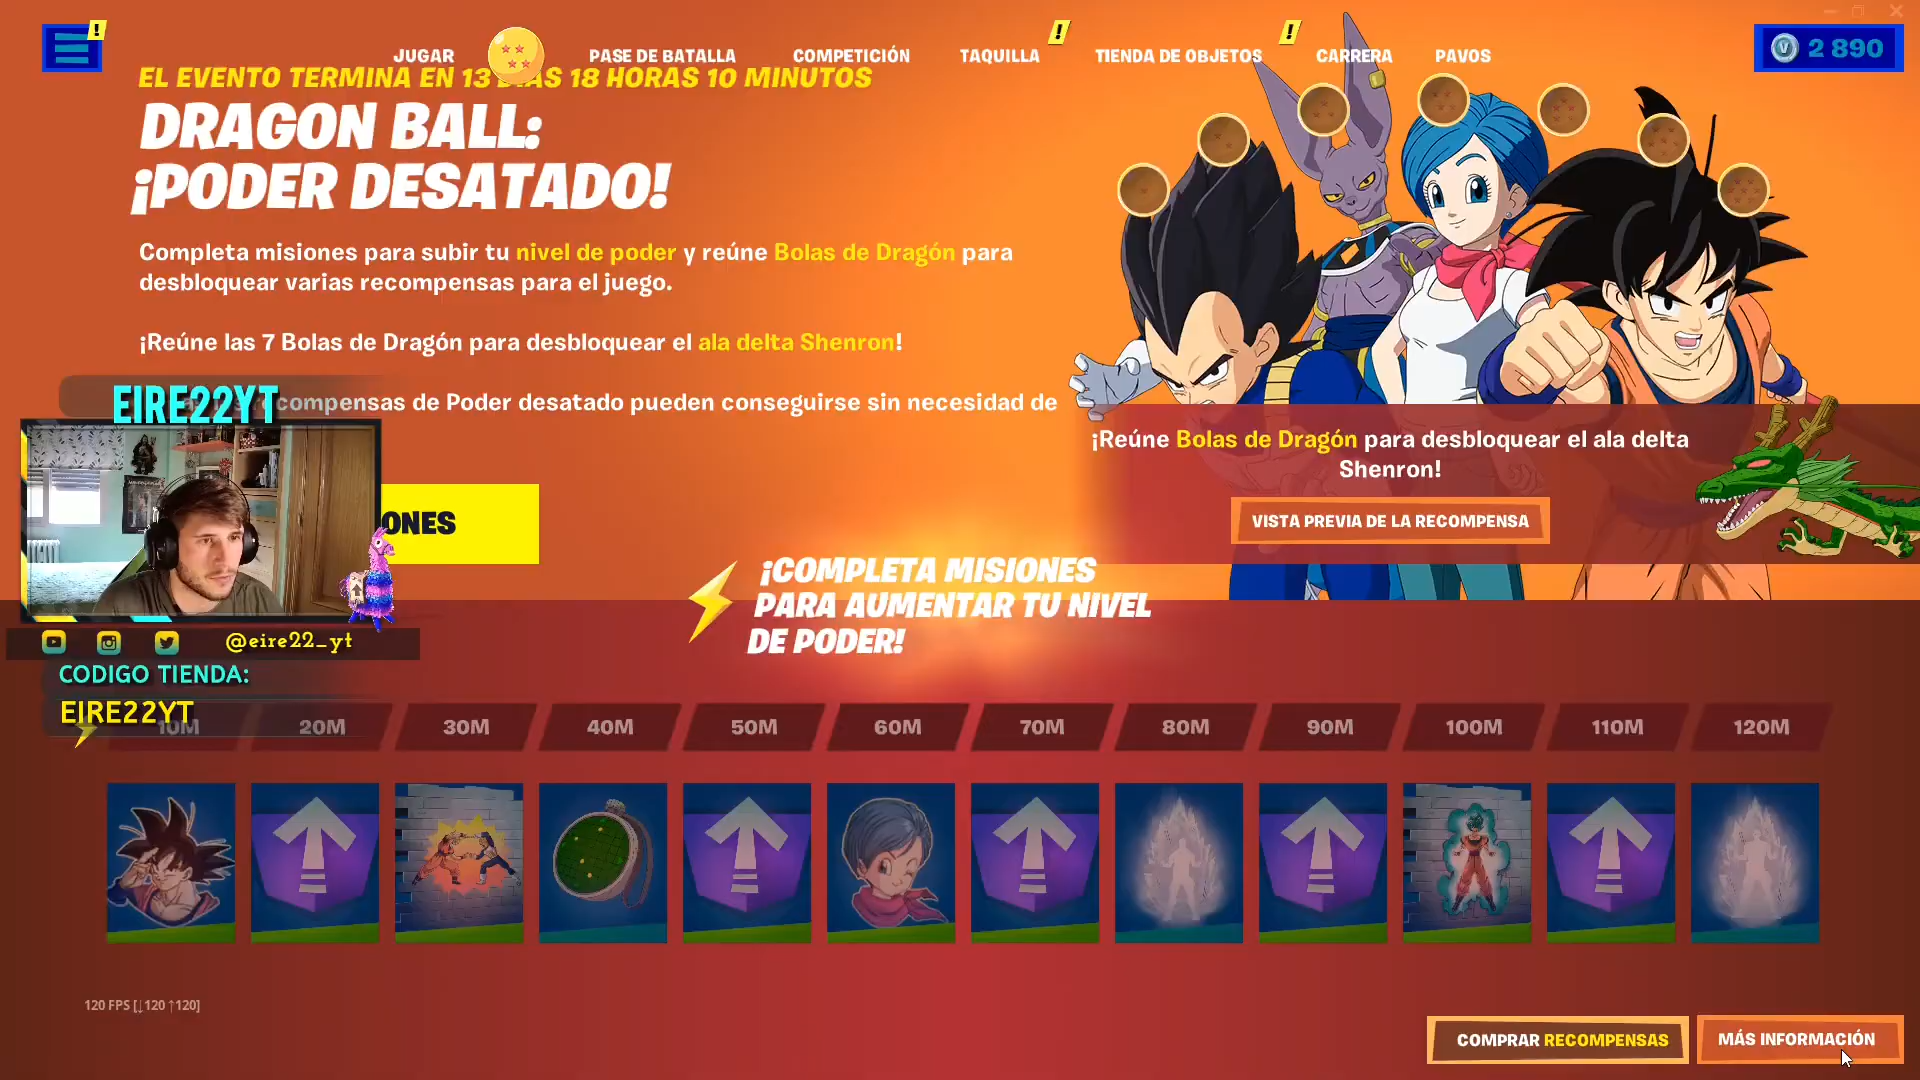 JUGAR
PASE DE BATALLA
COMPETICIÓN
TAQUILLA
!
TIENDA DE OBJETOS
!
CARRERA
PAVOS
!
V 2 890
EL EVENTO TERMINA EN 13 AS 18 HORAS 10 MINUTOS
DRAGON BALL:
¡PODER DESATADO!
Completa misiones para subir tu nivel de poder y reúne Bolas de Dragón para
desbloquear varias recompensas para el juego.
¡Reúne las 7 Bolas de Dragón para desbloquear el ala delta Shenron!
compensas de Poder desatado pueden conseguirse sin necesidad de
EIRE22YT
¡Reúne Bolas de Dragón para desbloquear el ala delta
Shenron!
VISTA PREVIA DE LA RECOMPENSA
ONES
¡COMPLETA MISIONES
PARA AUMENTAR TU NIVEL
DE PODER!
@eire22_yt
CODIGO TIENDA:
EIRE22YT
10M 20M 30M 40M 50M 60M 70M 80M 90M 100M 110M 120M
120 FPS [↓120 ↑120]
COMPRAR RECOMPENSAS
MÁS INFORMACIÓN